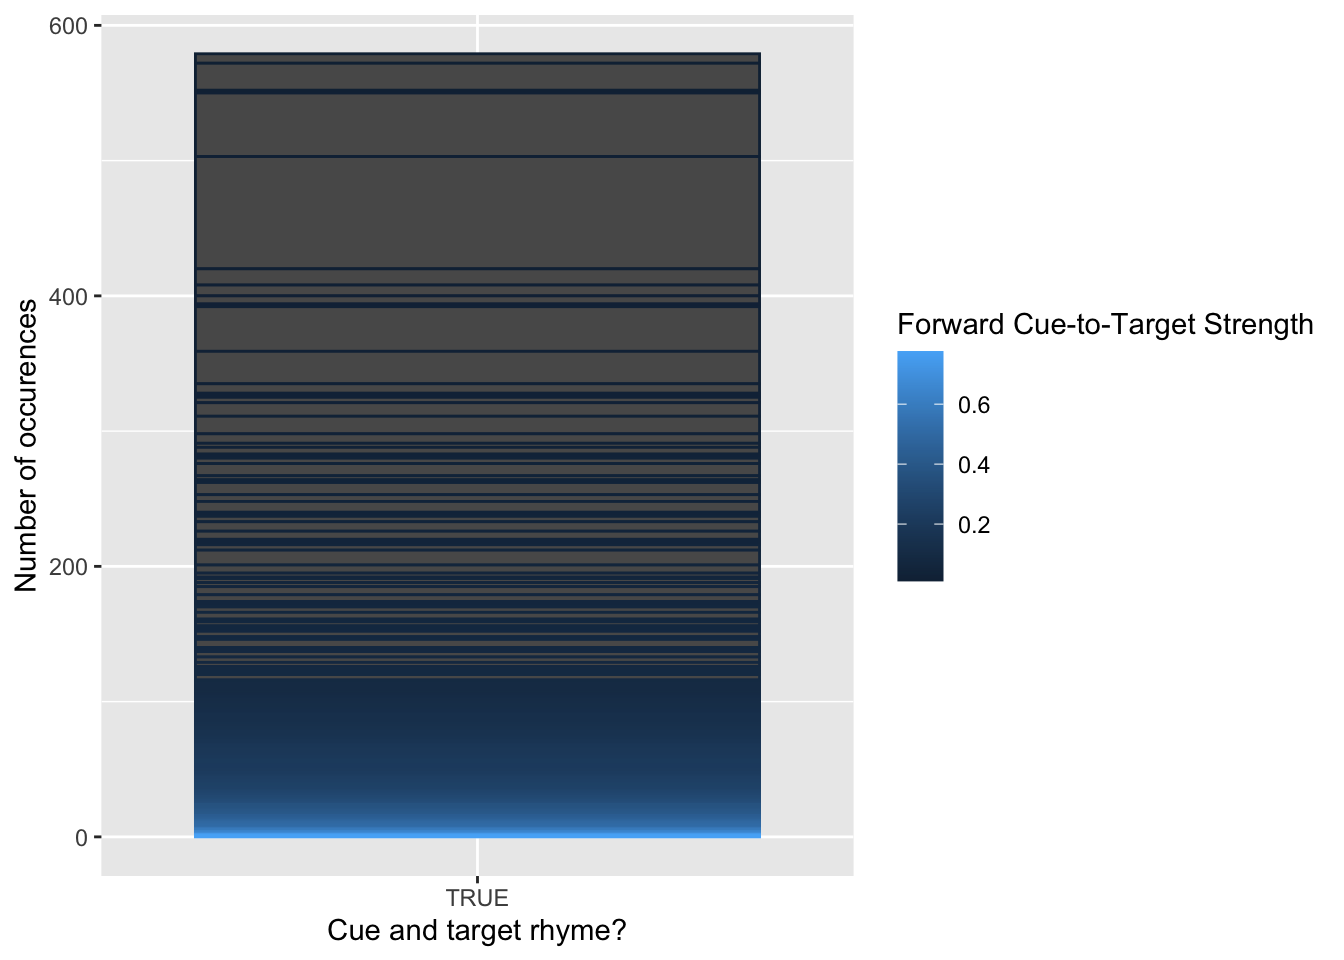 600
400
200
0
Number of occurences
TRUE
Cue and target rhyme?
Forward Cue-to-Target Strength
0.6
0.4
0.2